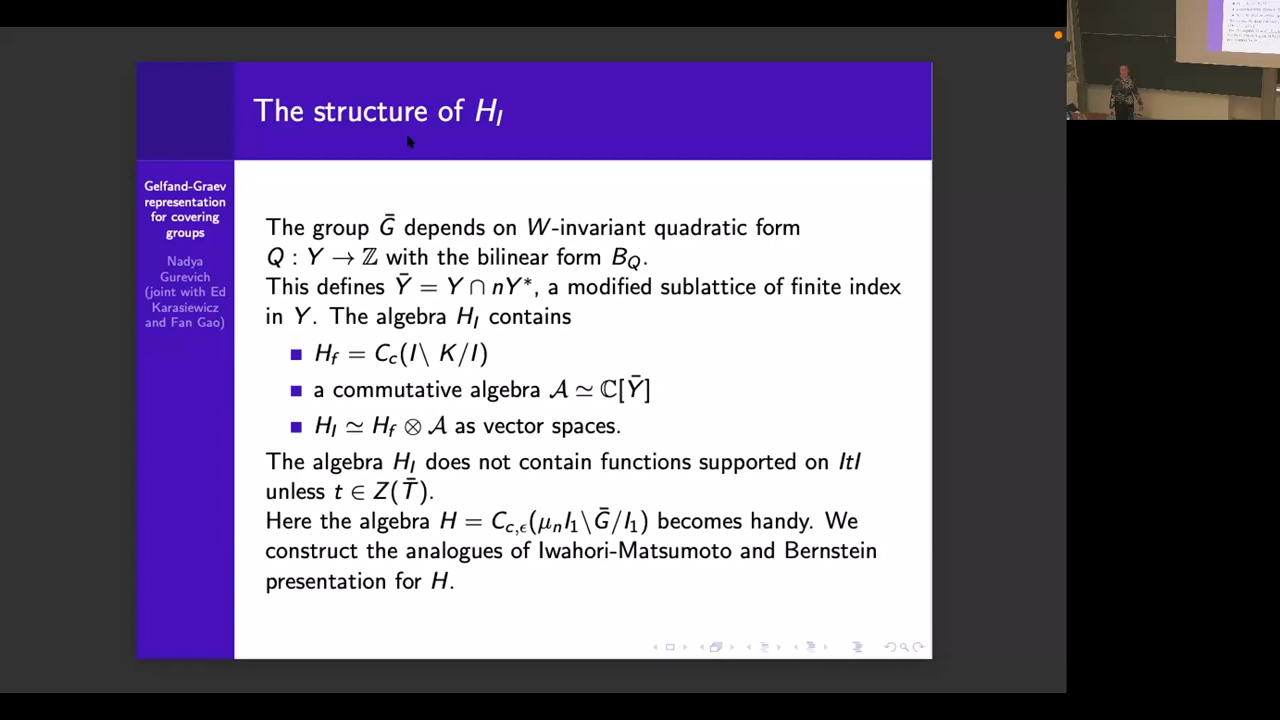 The structure of H_I
Gelfand-Graev
representation
for covering
groups
Nadya
Gurevich
(joint with Ed
Karasiewicz
and Fan Gao)
The group Ḡ depends on W-invariant quadratic form
Q : Y → ℤ with the bilinear form B_Q.
This defines Ȳ = Y ∩ nY*, a modified sublattice of finite index
in Y. The algebra H_I contains
H_f = C_c(I\ K/I)
a commutative algebra 𝒜 ≃ ℂ[Ȳ]
H_I ≃ H_f ⊗ 𝒜 as vector spaces.
The algebra H_I does not contain functions supported on ItI
unless t ∈ Z(T̄).
Here the algebra H = C_{c,ϵ}(μ_n I_1\Ḡ/I_1) becomes handy. We
construct the analogues of Iwahori-Matsumoto and Bernstein
presentation for H.